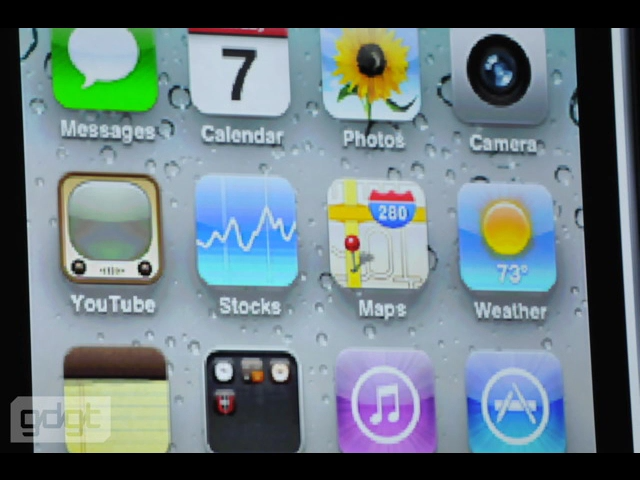 7
Messages
Calendar
Photos
Camera
280
73°
YouTube
Stocks
Maps
Weather
gdgt